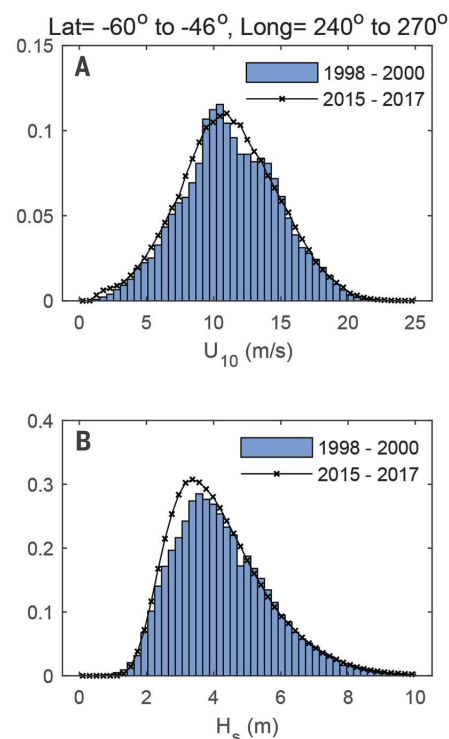 Lat= -60° to -46°, Long= 240° to 270°
A
1998 - 2000
2015 - 2017
0.15
0.1
0.05
0
0 5 10 15 20 25
U10 (m/s)
B
1998 - 2000
2015 - 2017
0.4
0.3
0.2
0.1
0
0 2 4 6 8 10
Hs (m)